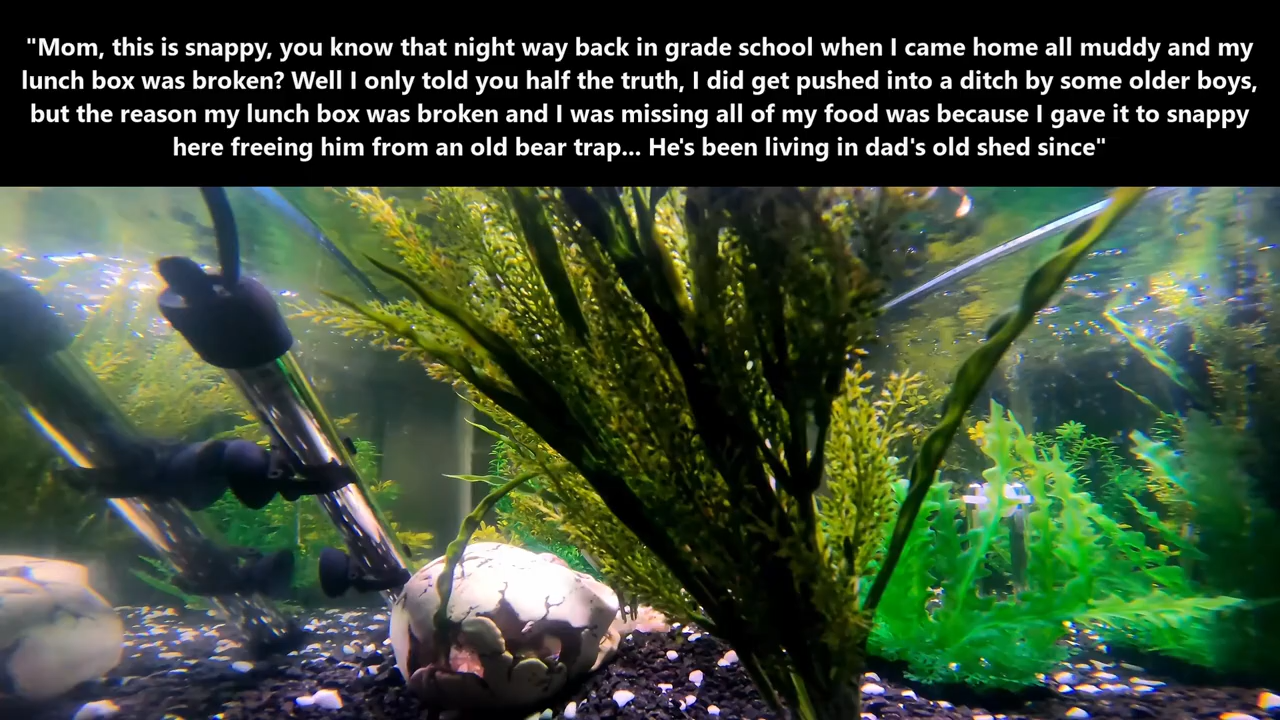 "Mom, this is snappy, you know that night way back in grade school when I came home all muddy and my
lunch box was broken? Well I only told you half the truth, I did get pushed into a ditch by some older boys,
but the reason my lunch box was broken and I was missing all of my food was because I gave it to snappy
here freeing him from an old bear trap... He's been living in dad's old shed since"